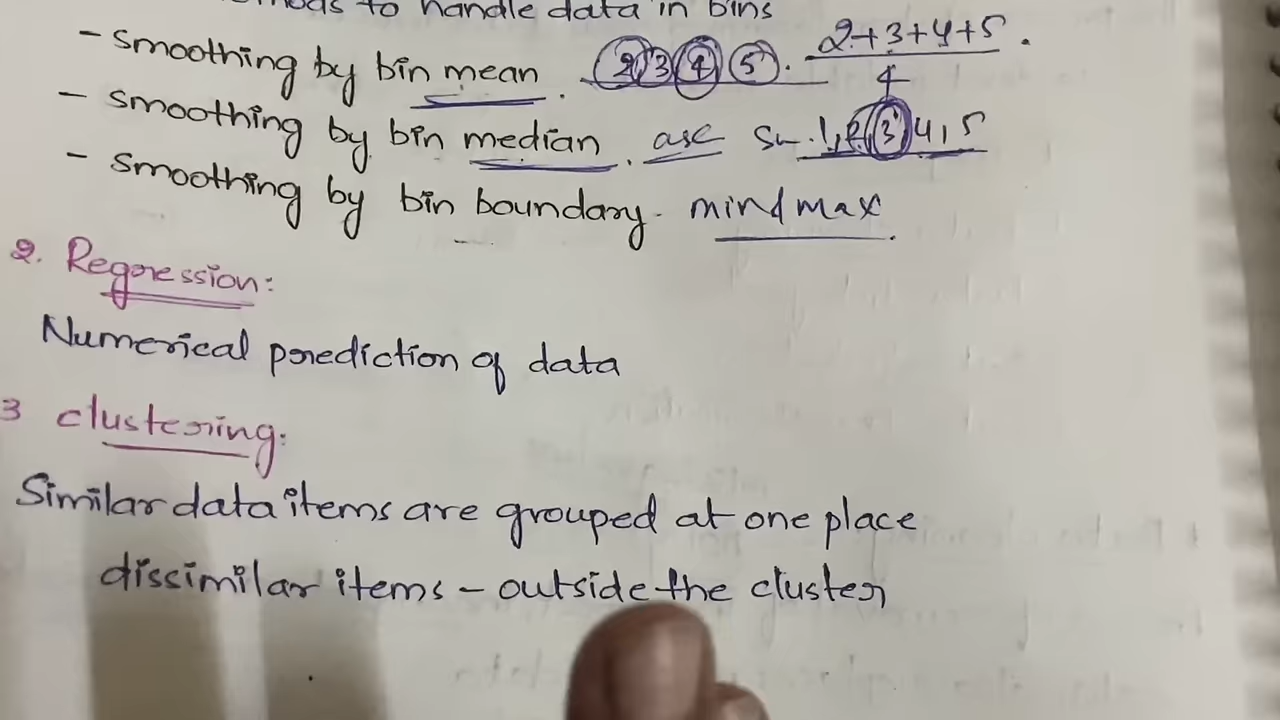 to handle data in bins
- smoothing by bin mean. 2 3 4 5. 2+3+4+5 / 4.
- smoothing by bin median. asc 1, 2, 3, 4, 5
- smoothing by bin boundary. min max
2. Regression:
Numerical prediction of data
3 clustering:
Similar data items are grouped at one place
dissimilar items - outside the cluster